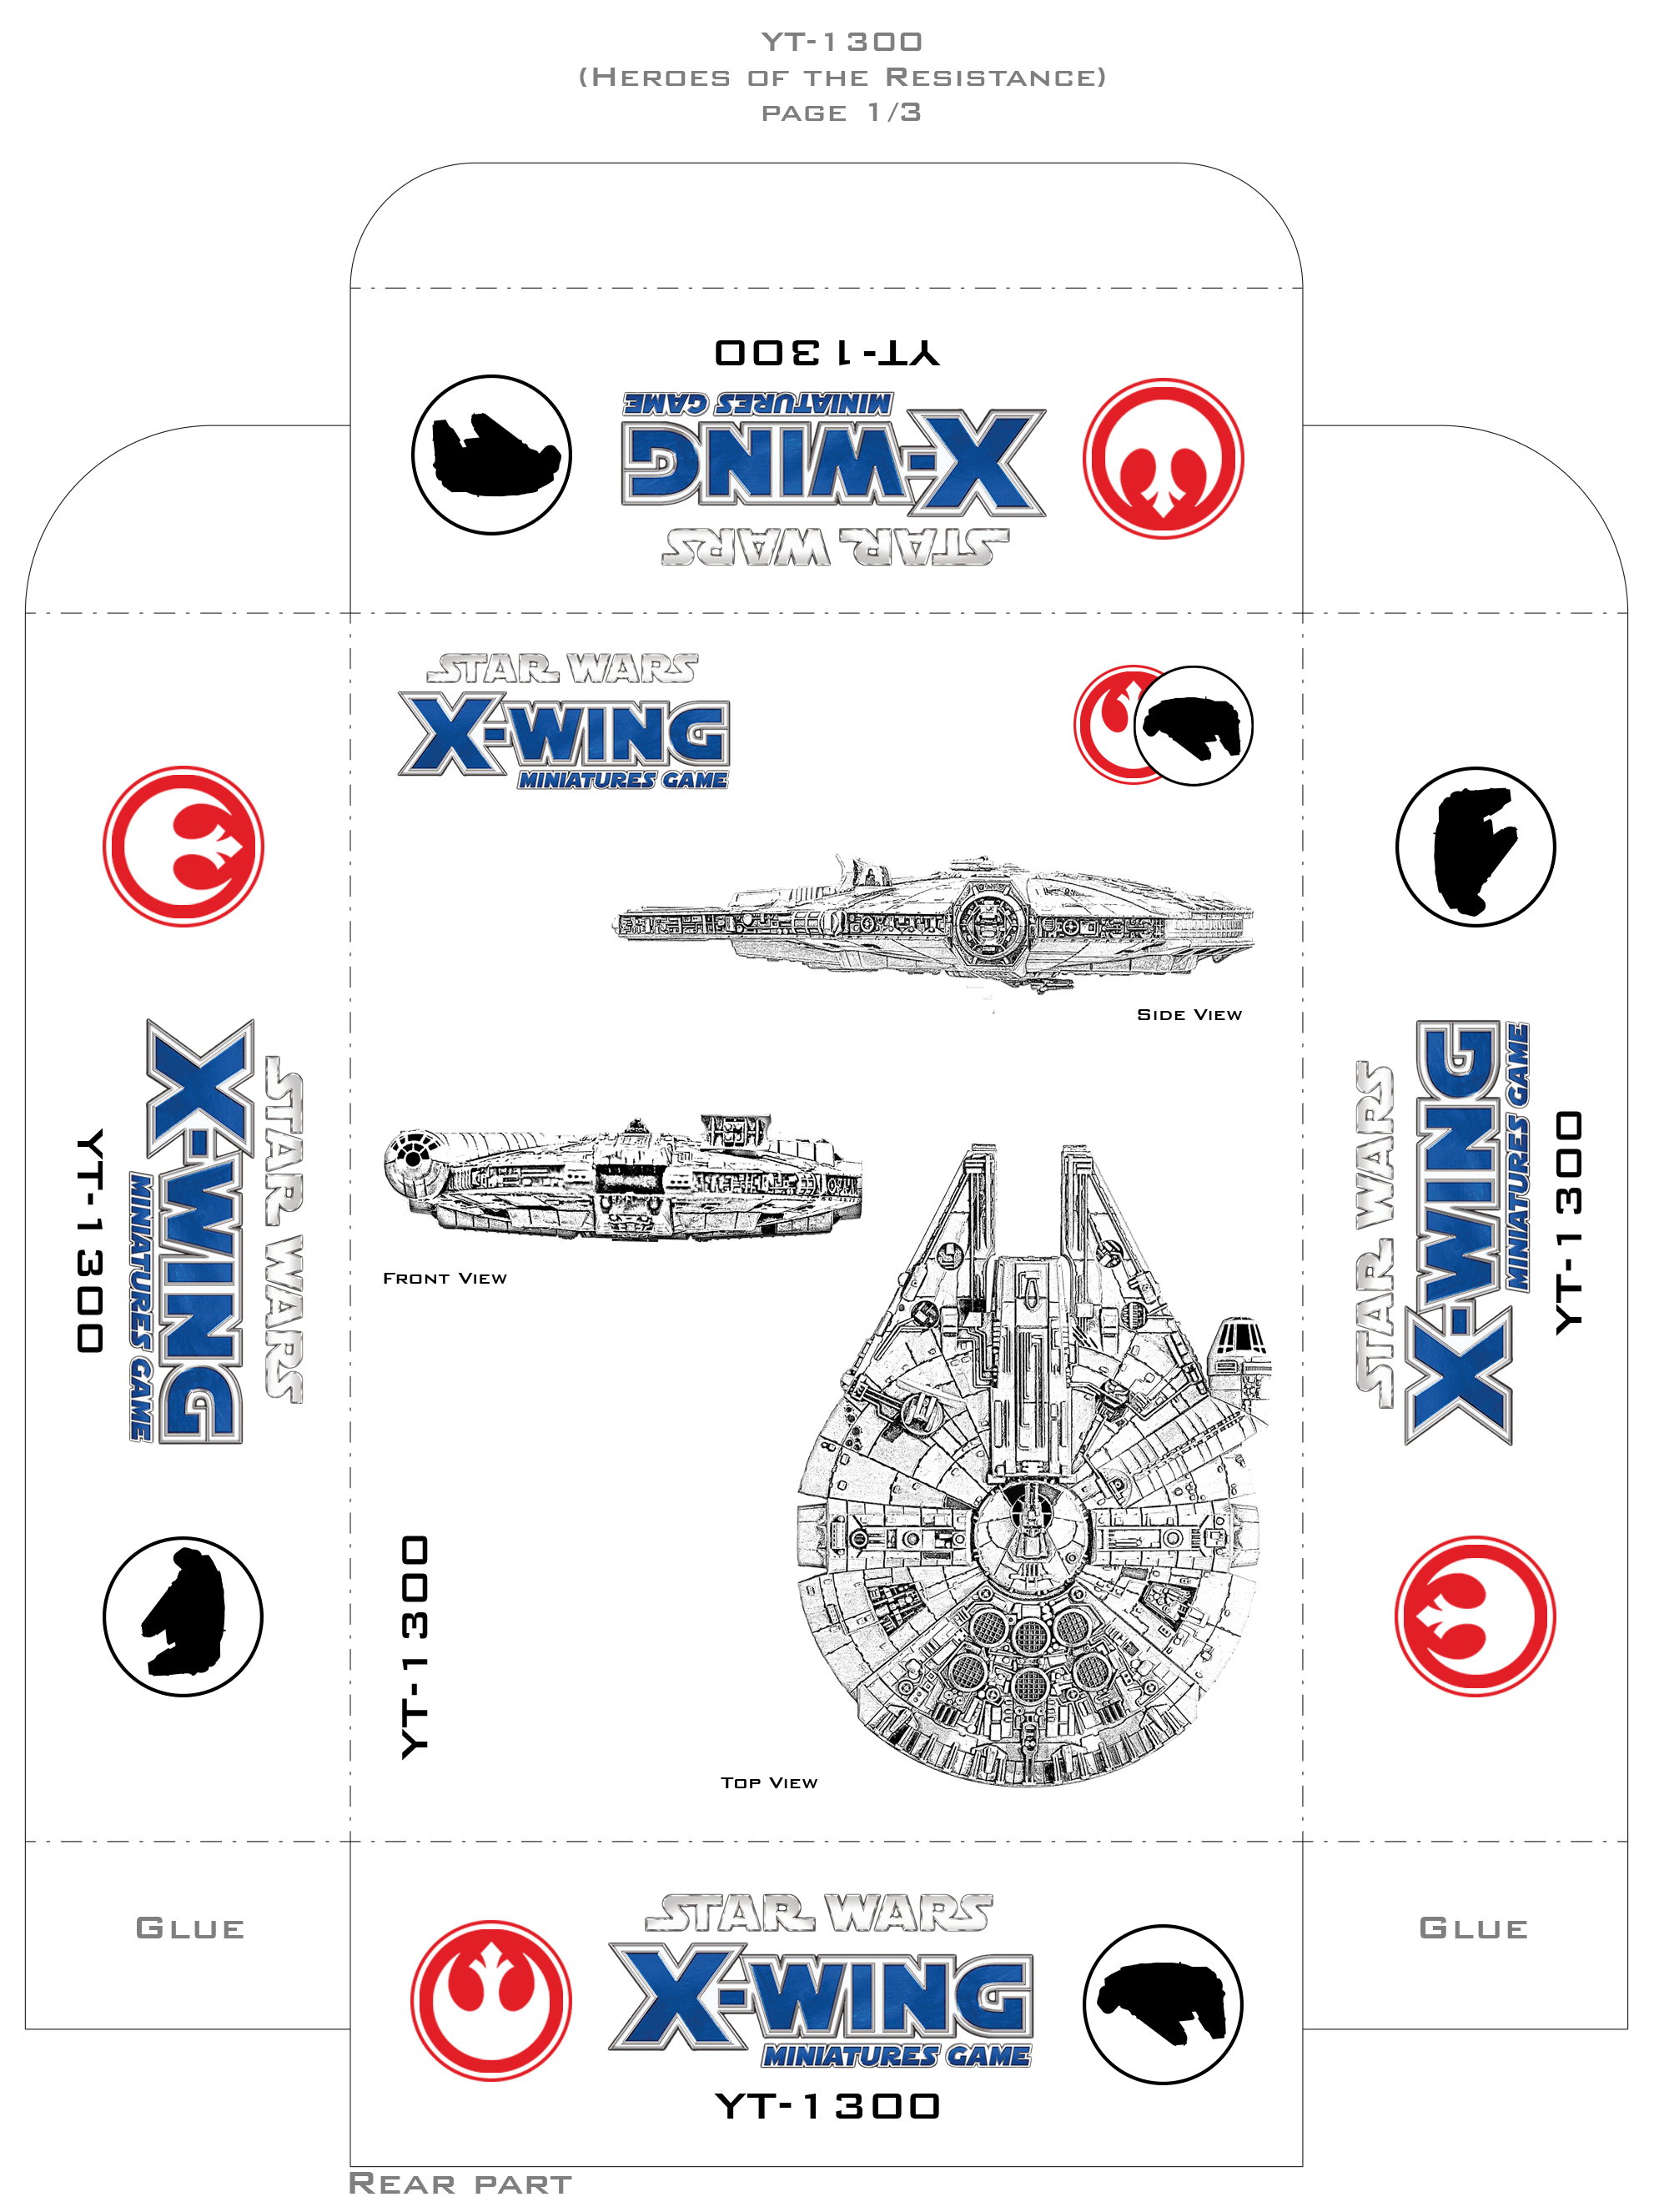 YT-1300
(Heroes of the Resistance)
page 1/3
YT-1300
MINIATURES GAME
X-WING
STAR WARS
STAR WARS
X-WING
MINIATURES GAME
Side View
STAR WARS
X-WING
MINIATURES GAME
YT-1300
STAR WARS
X-WING
MINIATURES GAME
YT-1300
Front View
YT-1300
Top View
Glue
Glue
STAR WARS
X-WING
MINIATURES GAME
YT-1300
Rear part